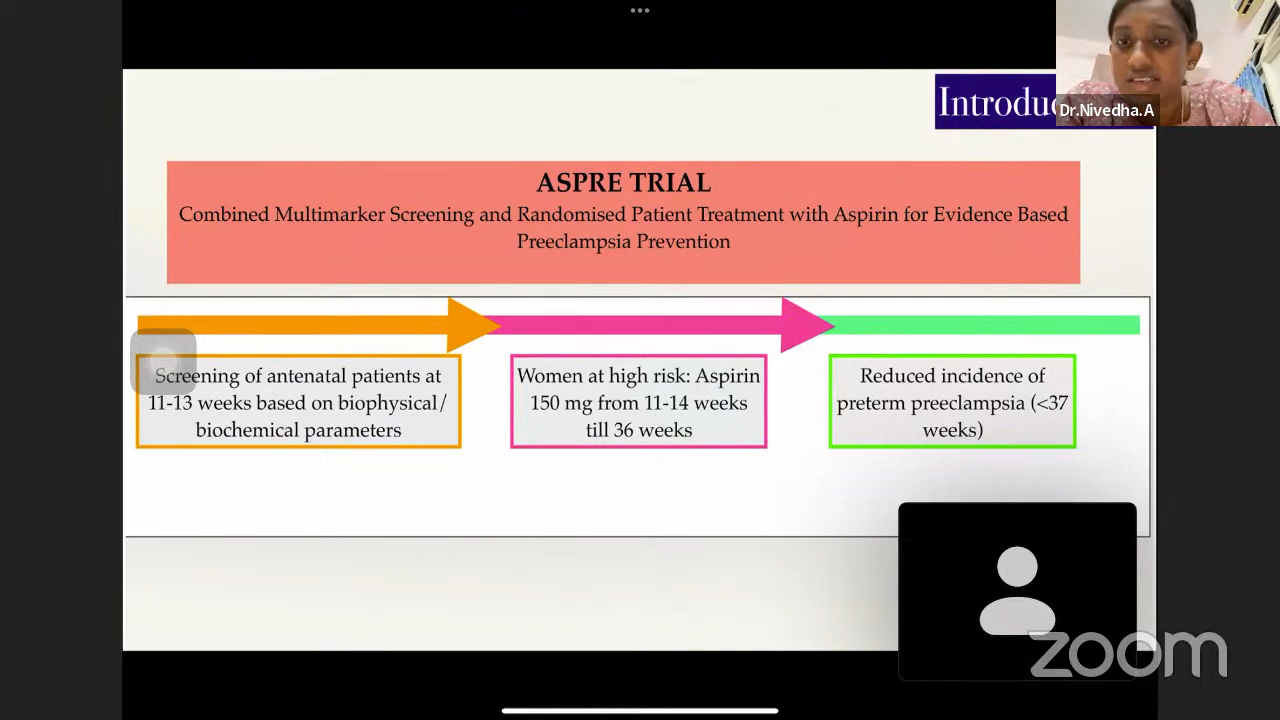 Introduc
Dr.Nivedha.A
ASPRE TRIAL
Combined Multimarker Screening and Randomised Patient Treatment with Aspirin for Evidence Based
Preeclampsia Prevention
Screening of antenatal patients at
11-13 weeks based on biophysical/
biochemical parameters
Women at high risk: Aspirin
150 mg from 11-14 weeks
till 36 weeks
Reduced incidence of
preterm preeclampsia (<37
weeks)
zoom